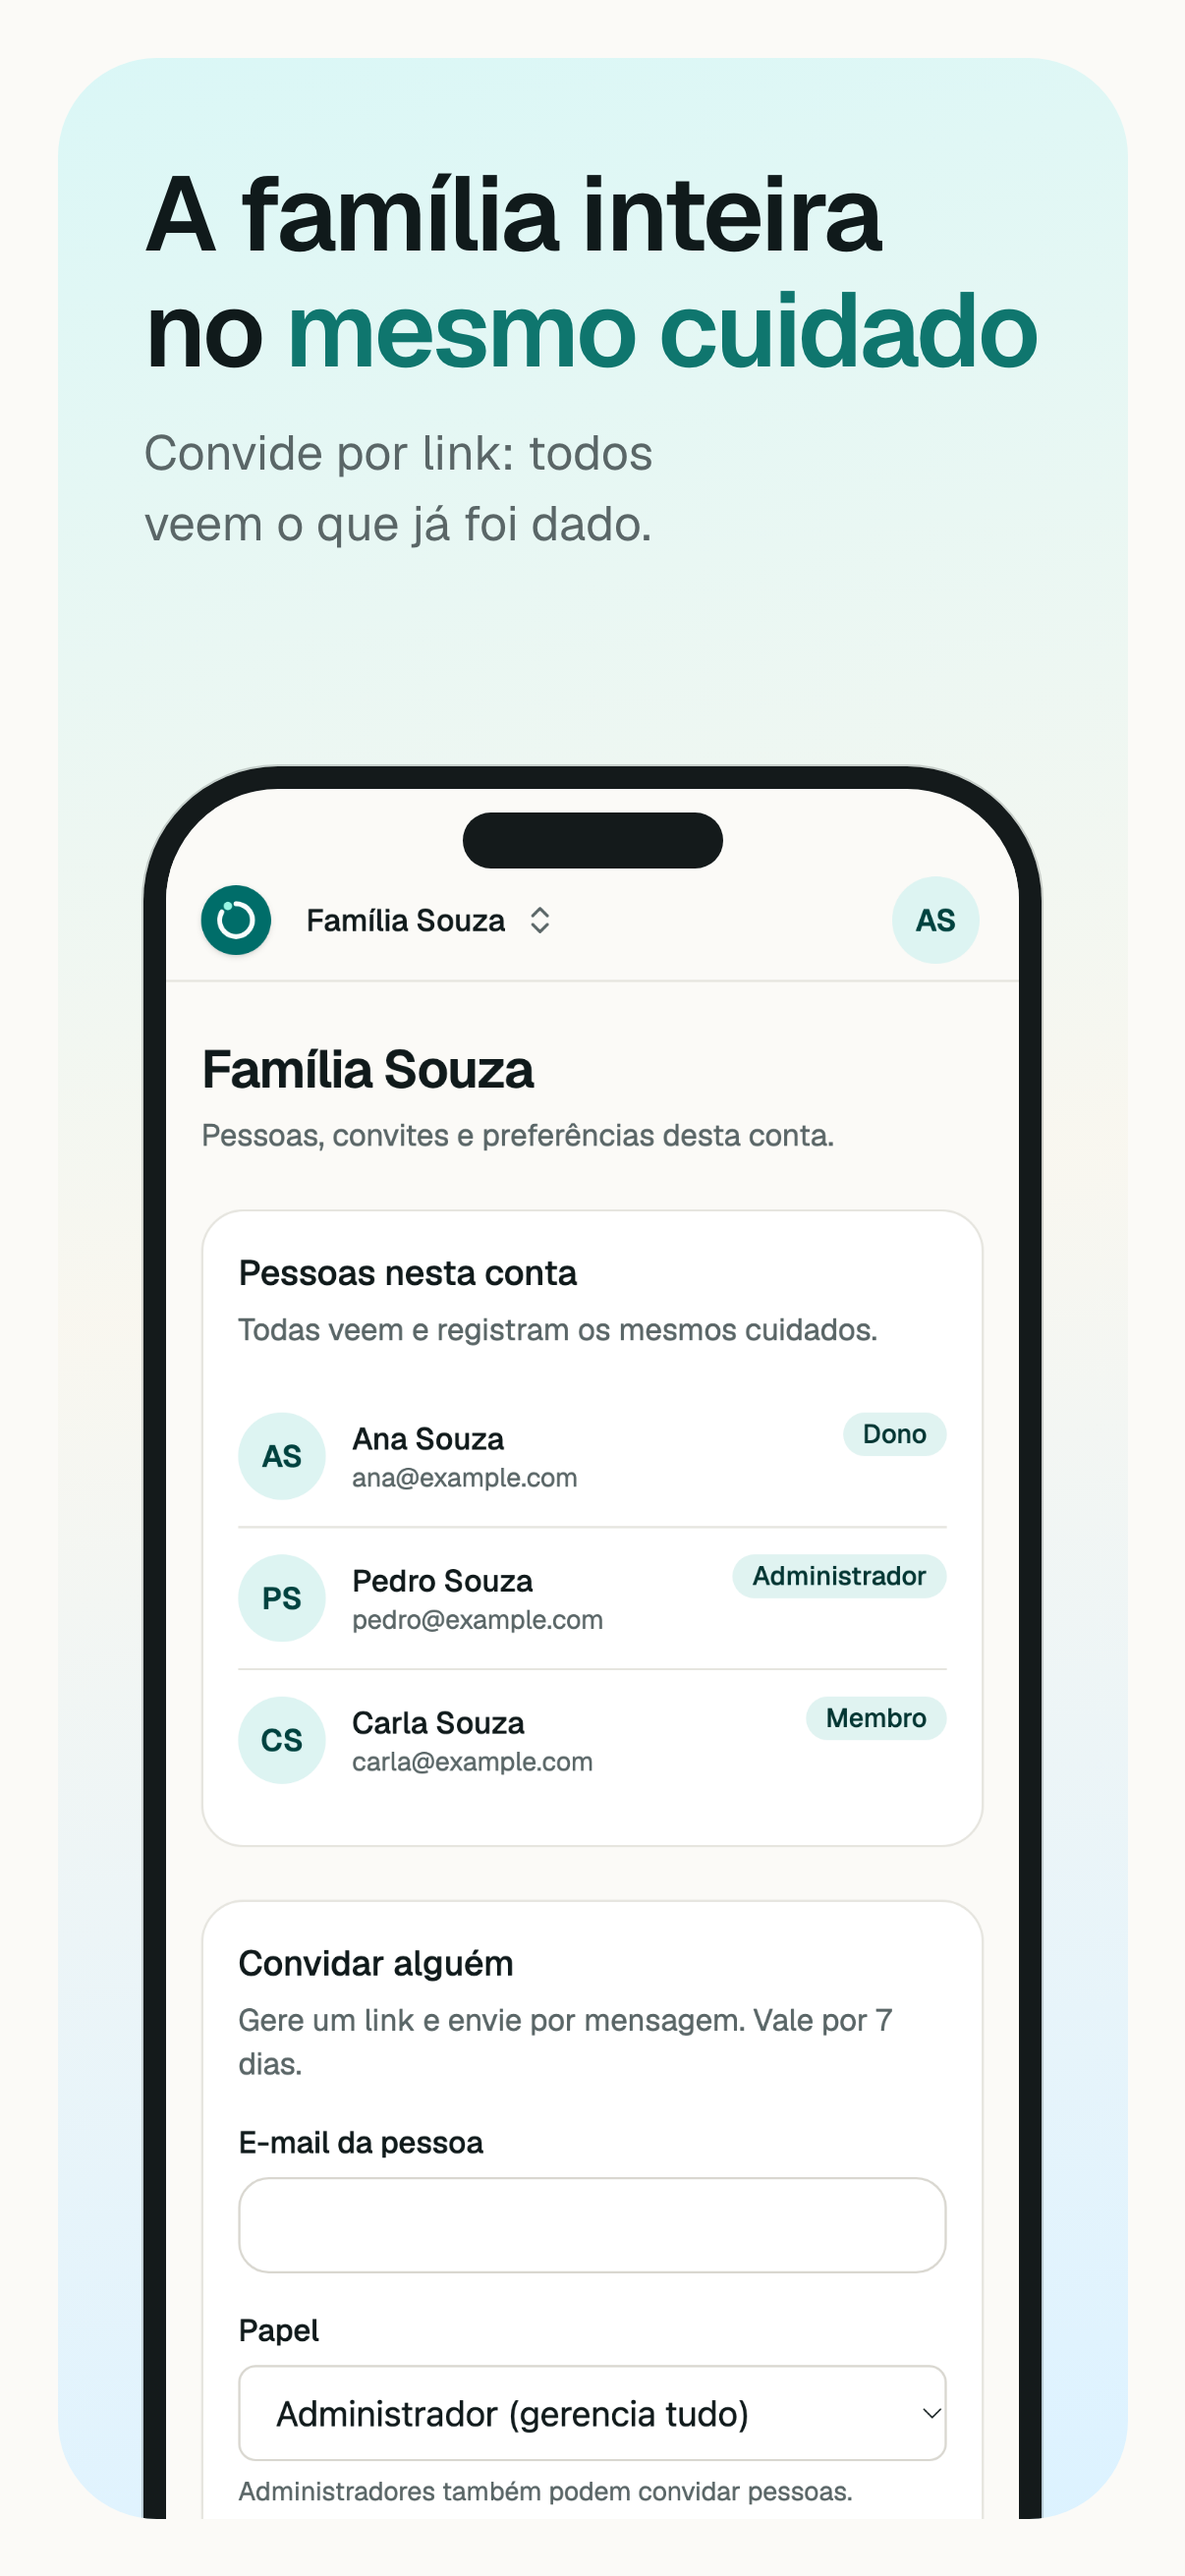 A família inteira
no mesmo cuidado
Convide por link: todos
veem o que já foi dado.
Família Souza
AS
Família Souza
Pessoas, convites e preferências desta conta.
Pessoas nesta conta
Todas veem e registram os mesmos cuidados.
AS
Ana Souza
Dono
ana@example.com
PS
Pedro Souza
Administrador
pedro@example.com
CS
Carla Souza
Membro
carla@example.com
Convidar alguém
Gere um link e envie por mensagem. Vale por 7
dias.
E-mail da pessoa
Papel
Administrador (gerencia tudo)
Administradores também podem convidar pessoas.